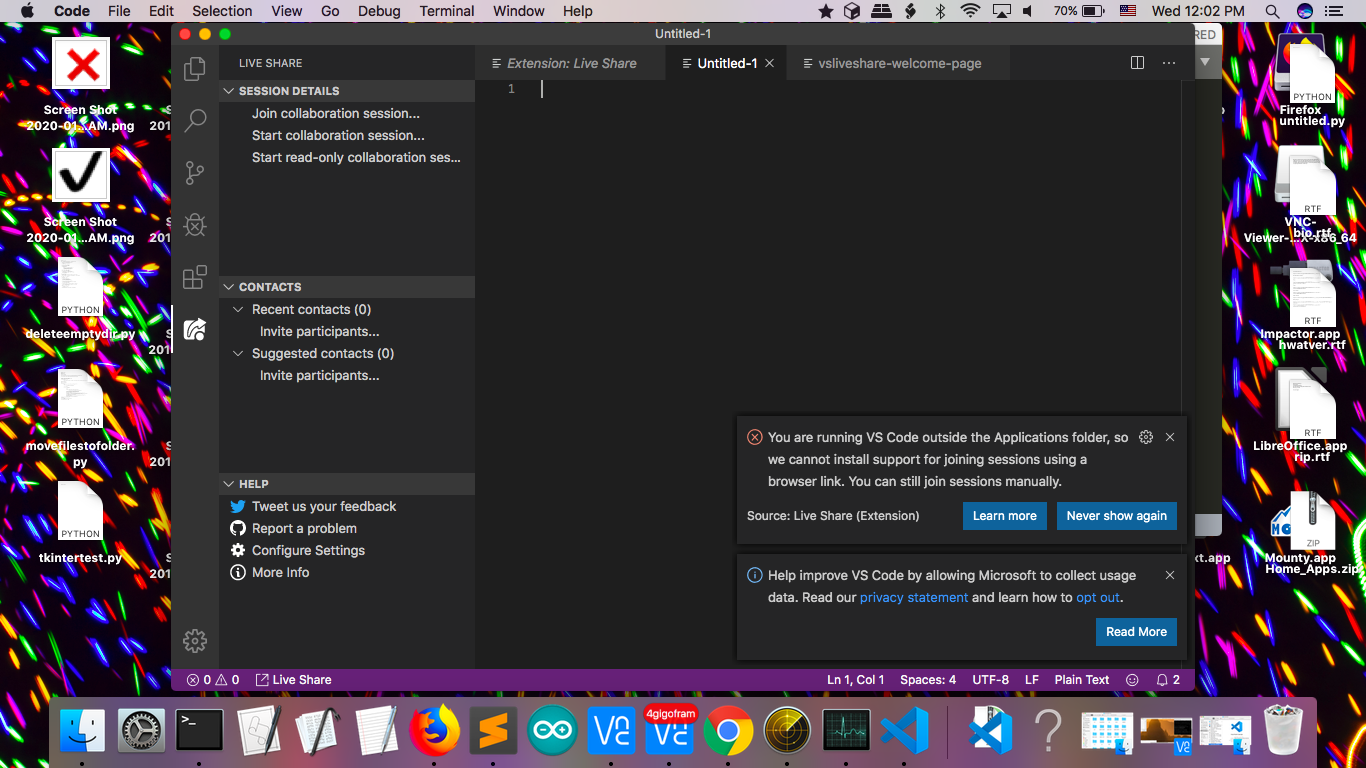 Code File Edit Selection View Go Debug Terminal Window Help 70% Wed 12:02 PM
Untitled-1
RED
LIVE SHARE
Extension: Live Share Untitled-1 vsliveshare-welcome-page
SESSION DETAILS
Join collaboration session...
Start collaboration session...
Start read-only collaboration ses...
1
CONTACTS
Recent contacts (0)
Invite participants...
Suggested contacts (0)
Invite participants...
HELP
Tweet us your feedback
Report a problem
Configure Settings
More Info
You are running VS Code outside the Applications folder, so
we cannot install support for joining sessions using a
browser link. You can still join sessions manually.
Source: Live Share (Extension) Learn more Never show again
Help improve VS Code by allowing Microsoft to collect usage
data. Read our privacy statement and learn how to opt out.
Read More
0 0 Live Share Ln 1, Col 1 Spaces: 4 UTF-8 LF Plain Text 2
Screen Shot
2020-01...AM.png
201
Screen Shot
2020-01...AM.png
201
PYTHON
deleteemptydir.py
201
PYTHON
movefilestofolder.
py
201
PYTHON
tkintertest.py
201
PYTHON
Firefox
untitled.py
RTF
VNC-
bio.rtf
Viewer-...X-x86_64
RTF
Impactor.app
hwatver.rtf
RTF
LibreOffice.app
rip.rtf
ZIP
xt.app
Mounty.app
Home_Apps.zip
4gigofram